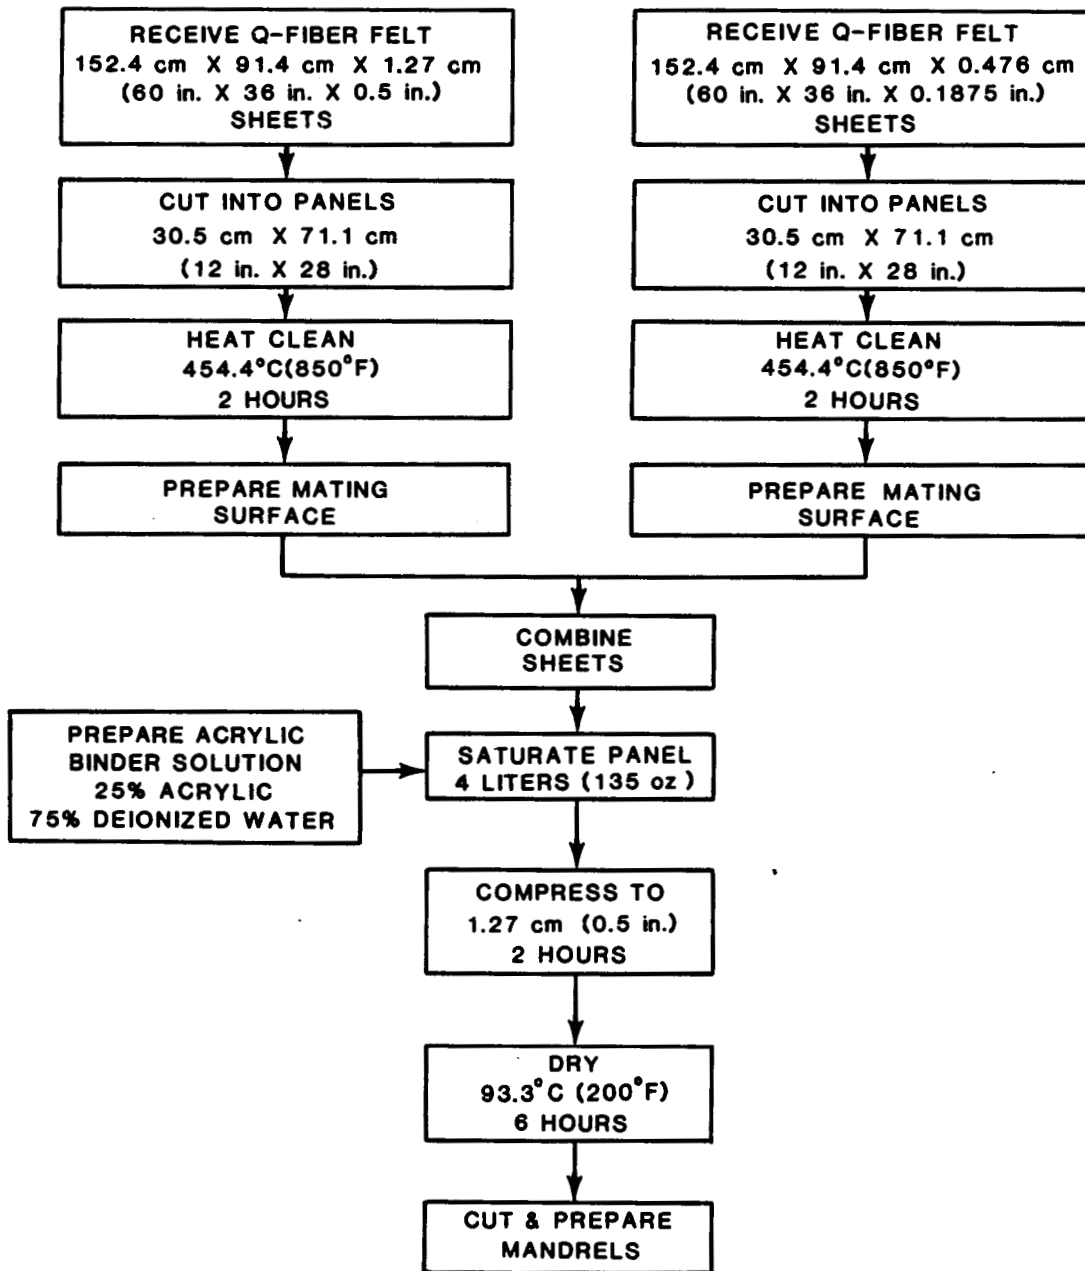 RECEIVE Q-FIBER FELT
152.4 cm X 91.4 cm X 1.27 cm
(60 in. X 36 in. X 0.5 in.)
SHEETS
RECEIVE Q-FIBER FELT
152.4 cm X 91.4 cm X 0.476 cm
(60 in. X 36 in. X 0.1875 in.)
SHEETS
CUT INTO PANELS
30.5 cm X 71.1 cm
(12 in. X 28 in.)
CUT INTO PANELS
30.5 cm X 71.1 cm
(12 in. X 28 in.)
HEAT CLEAN
454.4°C(850°F)
2 HOURS
HEAT CLEAN
454.4°C(850°F)
2 HOURS
PREPARE MATING
SURFACE
PREPARE MATING
SURFACE
COMBINE
SHEETS
PREPARE ACRYLIC
BINDER SOLUTION
25% ACRYLIC
75% DEIONIZED WATER
SATURATE PANEL
4 LITERS (135 oz)
COMPRESS TO
1.27 cm (0.5 in.)
2 HOURS
DRY
93.3°C (200°F)
6 HOURS
CUT & PREPARE
MANDRELS